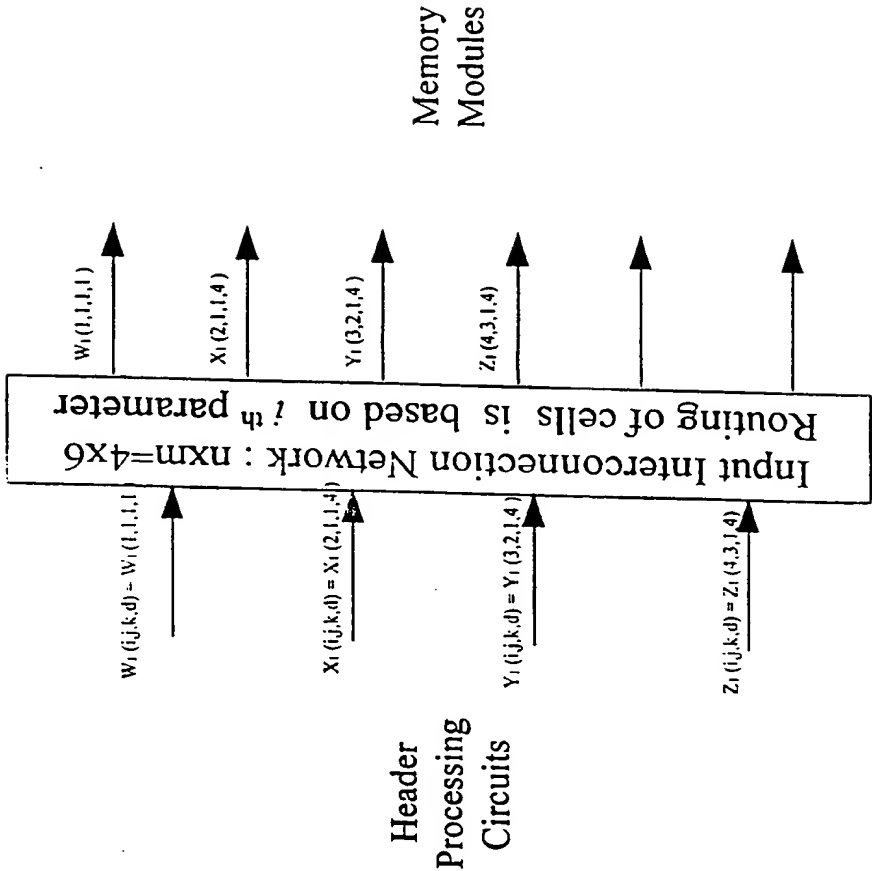 Header
Processing
Circuits
W1 (i,j,k,d) = W1 (1,1,1,1)
X1 (i,j,k,d) = X1 (2,1,1,4)
Y1 (i,j,k,d) = Y1 (3,2,1,4)
Z1 (i,j,k,d) = Z1 (4,3,1,4)
Input Interconnection Network : nxm=4x6
Routing of cells is based on i th parameter
W1 (1,1,1,1)
X1 (2,1,1,4)
Y1 (3,2,1,4)
Z1 (4,3,1,4)
Memory
Modules